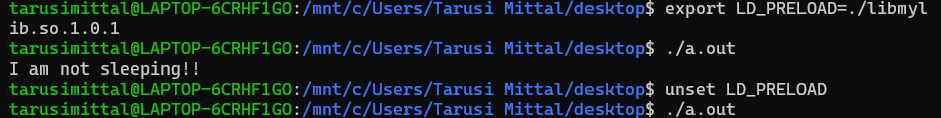 tarusimittal@LAPTOP-6CRHF1GO:/mnt/c/Users/Tarusi Mittal/desktop$ export LD_PRELOAD=./libmyl
ib.so.1.0.1
tarusimittal@LAPTOP-6CRHF1GO:/mnt/c/Users/Tarusi Mittal/desktop$ ./a.out
I am not sleeping!!
tarusimittal@LAPTOP-6CRHF1GO:/mnt/c/Users/Tarusi Mittal/desktop$ unset LD_PRELOAD
tarusimittal@LAPTOP-6CRHF1GO:/mnt/c/Users/Tarusi Mittal/desktop$ ./a.out